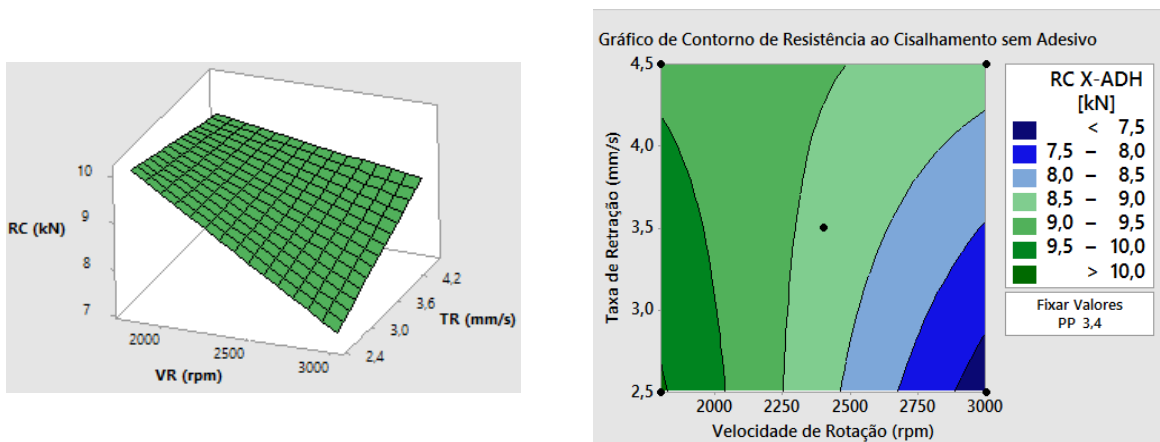 10
9
8
7
RC (kN)
2000
2500
3000
VR (rpm)
2,4
3,0
3,6
4,2
TR (mm/s)
Gráfico de Contorno de Resistência ao Cisalhamento sem Adesivo
4,5
4,0
3,5
3,0
2,5
Taxa de Retração (mm/s)
2000
2250
2500
2750
3000
Velocidade de Rotação (rpm)
RC X-ADH
[kN]
< 7,5
7,5 – 8,0
8,0 – 8,5
8,5 – 9,0
9,0 – 9,5
9,5 – 10,0
> 10,0
Fixar Valores
PP 3,4